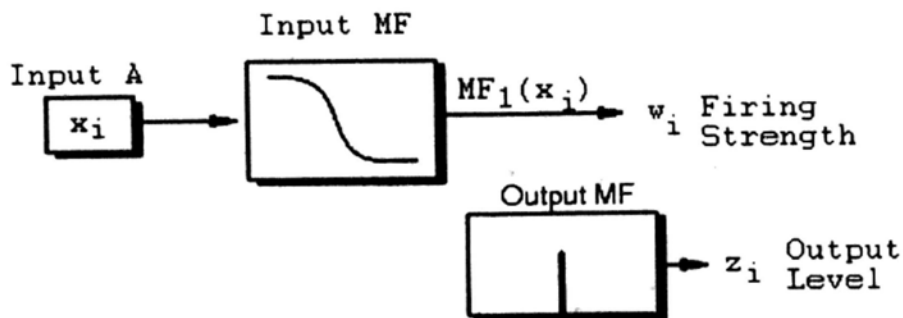 Input MF
Input A
x_i
MF_1(x_i)
w_i Firing
Strength
Output MF
z_i Output
Level